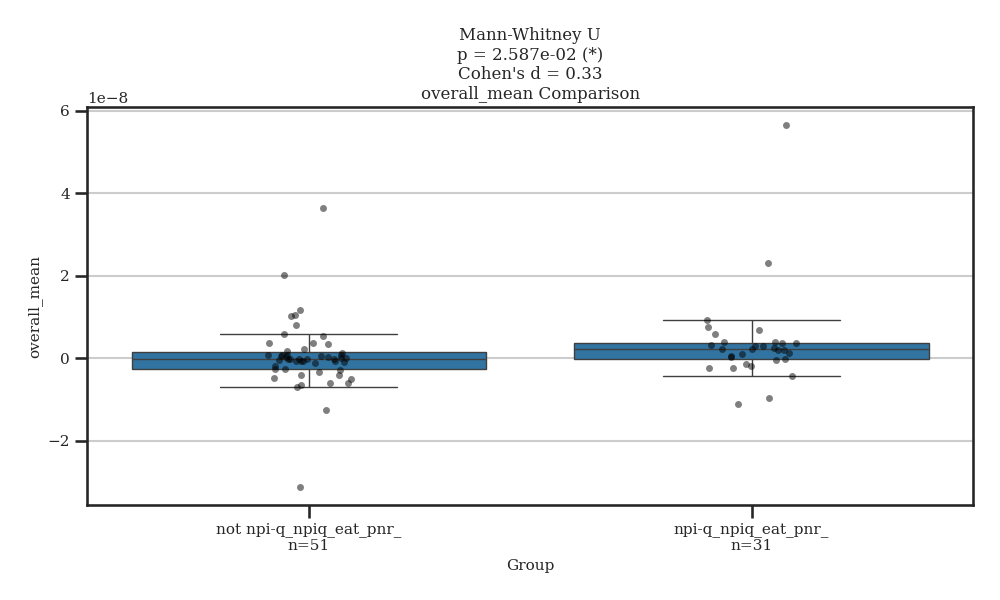 Mann-Whitney U
p = 2.587e-02 (*)
Cohen's d = 0.33
overall_mean Comparison
1e−8
6
4
2
0
−2
overall_mean
not npi-q_npiq_eat_pnr_
n=51
npi-q_npiq_eat_pnr_
n=31
Group